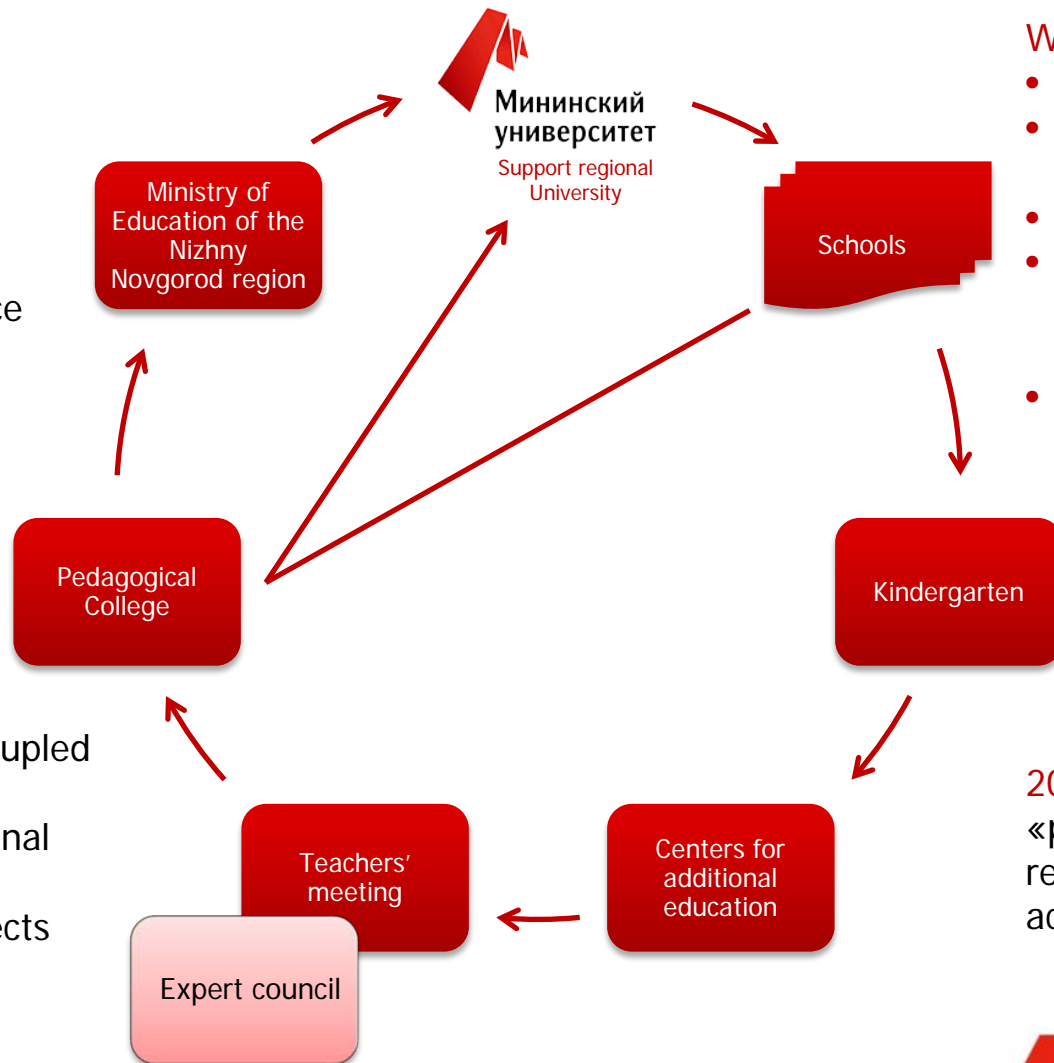 Мининский
университет
Support regional
University
Ministry of
Education of the
Nizhny
Novgorod region
Schools
Pedagogical
College
Kindergarten
Teachers’
meeting
Expert council
Centers for
additional
education
W
ce
upled
nal
ects
20
«p
re
ac